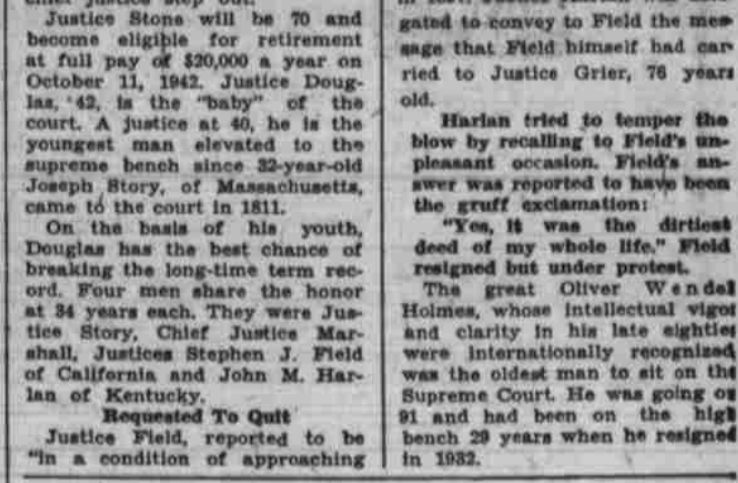 Justice Stone will be 70 and
become eligible for retirement
at full pay of $20,000 a year on
October 11, 1942. Justice Doug-
las, '42, is the "baby" of the
court. A justice at 40, he is the
youngest man elevated to the
supreme bench since 32-year-old
Joseph Story, of Massachusetts,
came to the court in 1811.
On the basis of his youth,
Douglas has the best chance of
breaking the long-time term rec-
ord. Four men share the honor
at 34 years each. They were Jus-
tice Story, Chief Justice Mar-
shall, Justices Stephen J. Field
of California and John M. Har-
lan of Kentucky.
Requested To Quit
Justice Field, reported to be
"in a condition of approaching
gated to convey to Field the mes-
sage that Field himself had car
ried to Justice Grier, 76 years
old.
Harlan tried to temper the
blow by recalling to Field's un-
pleasant occasion. Field's an-
swer was reported to have been
the gruff exclamation:
"Yes, it was the dirtiest
deed of my whole life." Field
resigned but under protest.
The great Oliver Wendel
Holmes, whose intellectual vigor
and clarity in his late eighties
were internationally recognized
was the oldest man to sit on the
Supreme Court. He was going on
91 and had been on the high
bench 29 years when he resigned
in 1932.